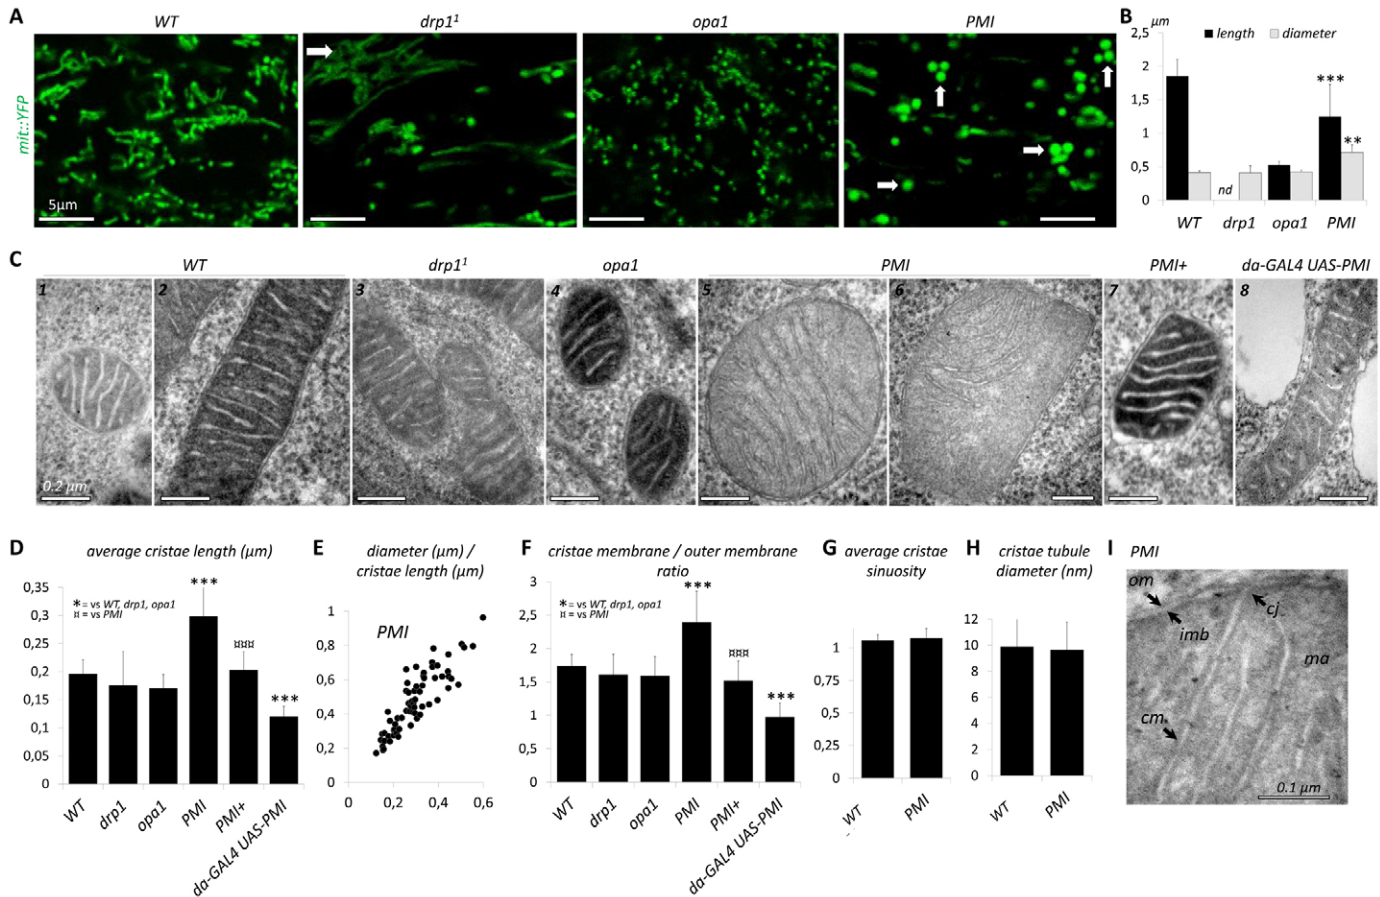 A
WT
drp1¹
opa1
PMI
mit::YFP
5µm
B
µm
length
diameter
2,5
2
1,5
1
0,5
0
***
**
nd
WT
drp1
opa1
PMI
C
WT
drp1¹
opa1
PMI
PMI+
da-GAL4 UAS-PMI
1
2
3
4
5
6
7
8
0.2 µm
D
average cristae length (µm)
0,35
0,3
0,25
0,2
0,15
0,1
0,05
0
*= vs WT, drp1, opa1
¤ = vs PMI
***
¤¤¤
***
WT
drp1
opa1
PMI
PMI+
da-GAL4 UAS-PMI
E
diameter (µm) /
cristae length (µm)
PMI
1
0,8
0,6
0,4
0,2
0
0
0,2
0,4
0,6
F
cristae membrane / outer membrane
ratio
3
2,5
2
1,5
1
0,5
0
*= vs WT, drp1, opa1
¤ = vs PMI
***
¤¤¤
***
WT
drp1
opa1
PMI
PMI+
da-GAL4 UAS-PMI
G
average cristae
sinuosity
1
0,75
0,5
0,25
0
WT
PMI
H
cristae tubule
diameter (nm)
12
10
8
6
4
2
0
WT
PMI
I
PMI
om
imb
cj
ma
cm
0.1 µm